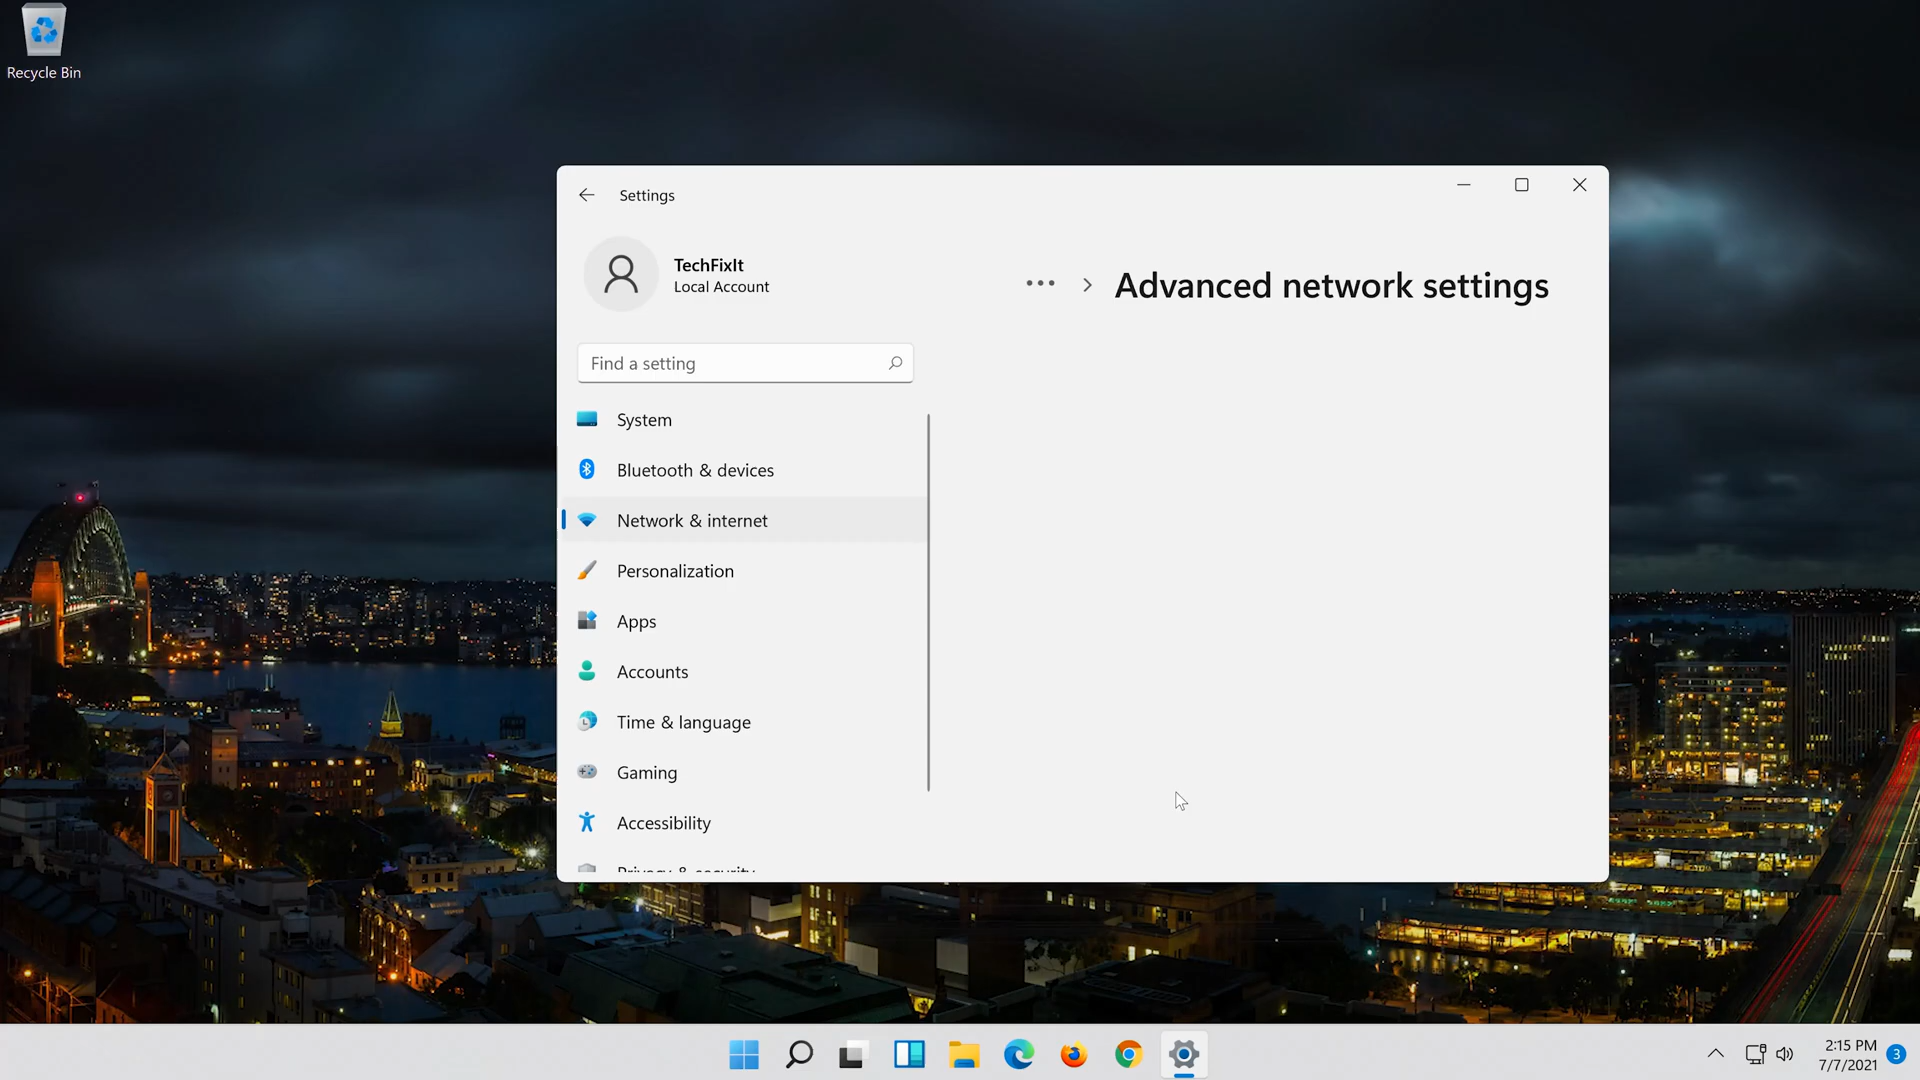 Recycle Bin
Settings
TechFixIt
Local Account
Advanced network settings
Find a setting
System
Bluetooth & devices
Network & internet
Personalization
Apps
Accounts
Time & language
Gaming
Accessibility
Privacy & security
2:15 PM
7/7/2021
3